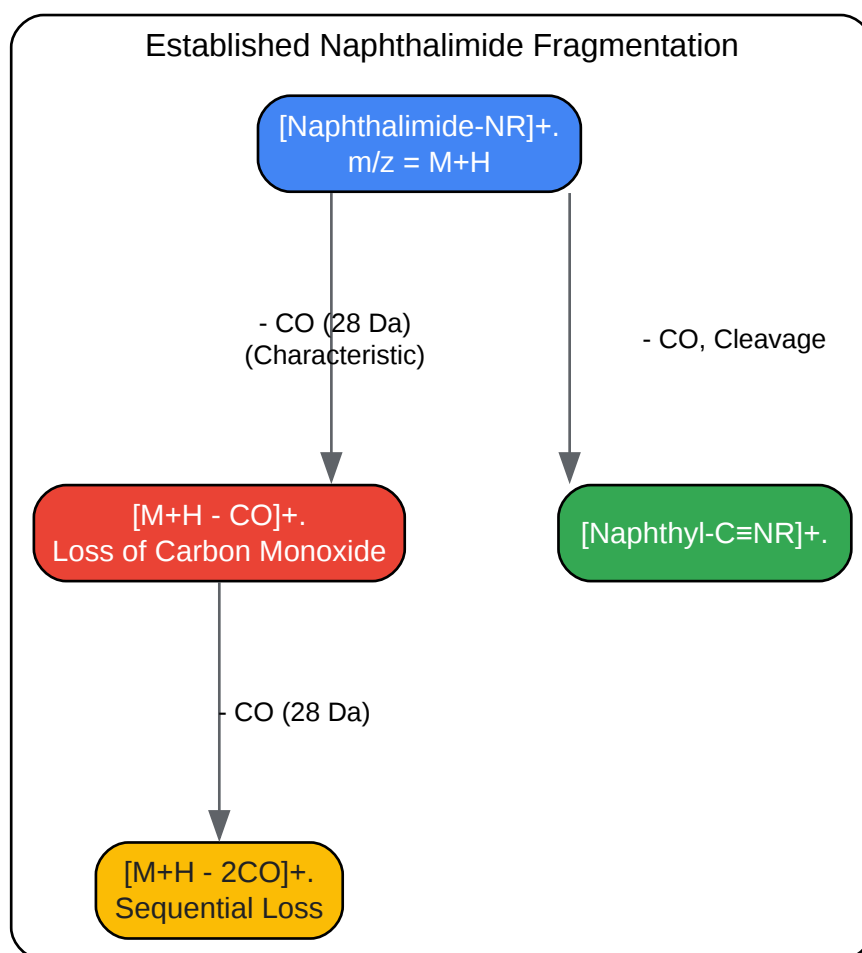 Established Naphthalimide Fragmentation
[Naphthalimide-NR]+.
m/z = M+H
- CO (28 Da)
(Characteristic)
- CO, Cleavage
[M+H - CO]+.
Loss of Carbon Monoxide
[Naphthyl-C≡NR]+.
- CO (28 Da)
[M+H - 2CO]+.
Sequential Loss